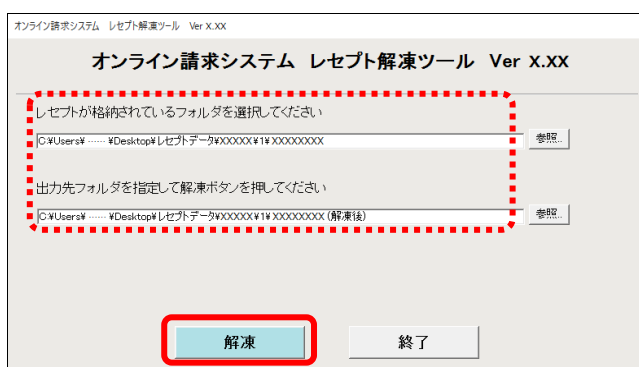 オンライン請求システム レセプト解凍ツール Ver X.XX
オンライン請求システム レセプト解凍ツール Ver X.XX
レセプトが格納されているフォルダを選択してください
C:¥Users¥ ······ ¥Desktop¥レセプトデータ¥XXXXX¥1¥XXXXXXXX
参照...
出力先フォルダを指定して解凍ボタンを押してください
C:¥Users¥ ······ ¥Desktop¥レセプトデータ¥XXXXX¥1¥XXXXXXXX(解凍後)
参照...
解凍
終了